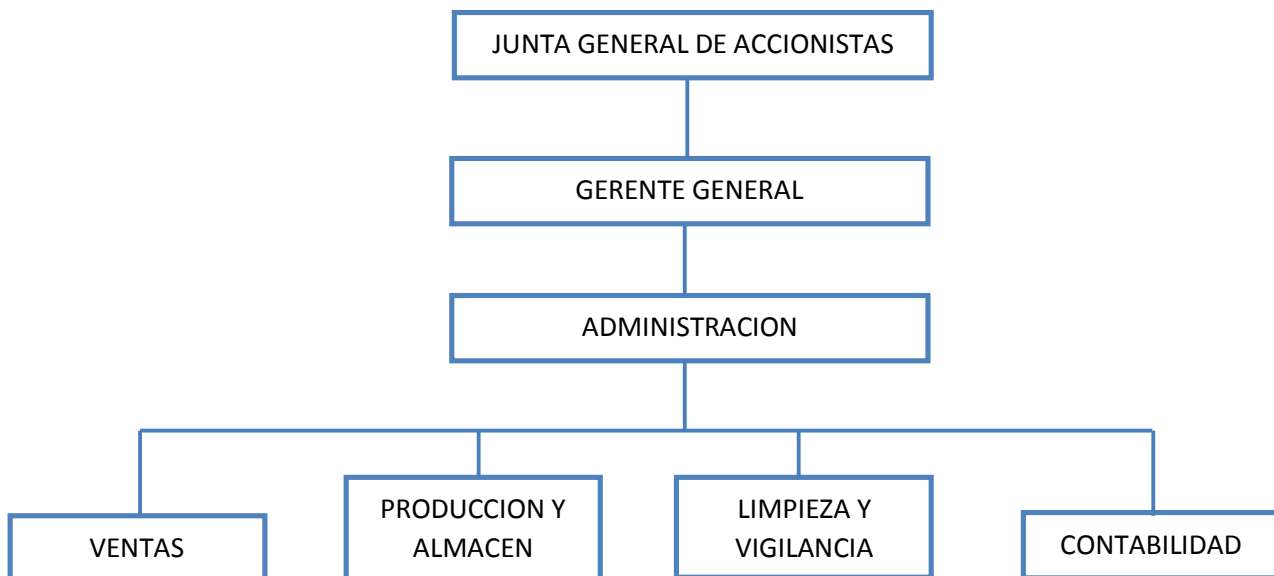 JUNTA GENERAL DE ACCIONISTAS
GERENTE GENERAL
ADMINISTRACION
VENTAS
PRODUCCION Y
ALMACEN
LIMPIEZA Y
VIGILANCIA
CONTABILIDAD